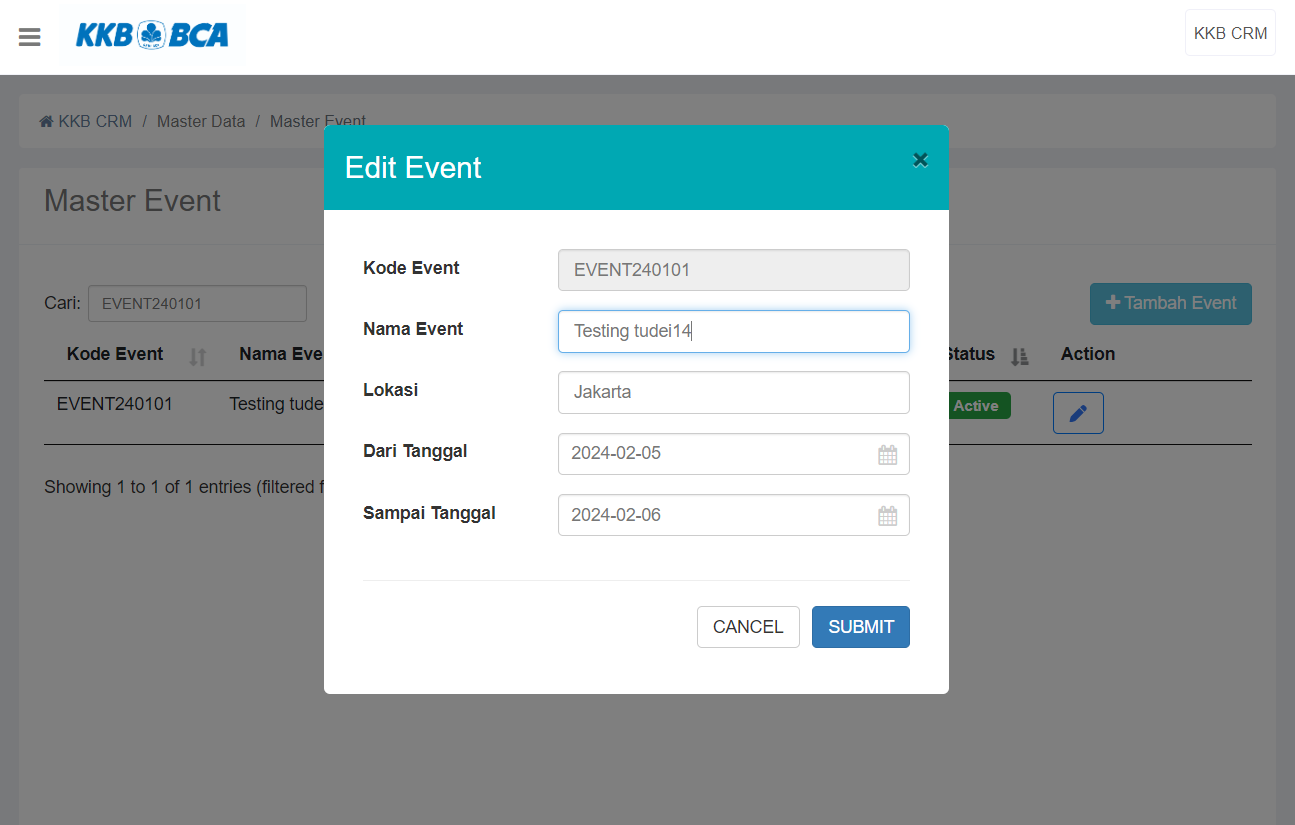 KKB BCA
KKB CRM
KKB CRM / Master Data / Master Event
Master Event
Edit Event
Kode Event
EVENT240101
Nama Event
Testing tudei14
Lokasi
Jakarta
Dari Tanggal
2024-02-05
Sampai Tanggal
2024-02-06
CANCEL
SUBMIT
Cari:
EVENT240101
Tambah Event
Kode Event
Nama Eve
Status
Action
EVENT240101
Testing tude
Active
Showing 1 to 1 of 1 entries (filtered f